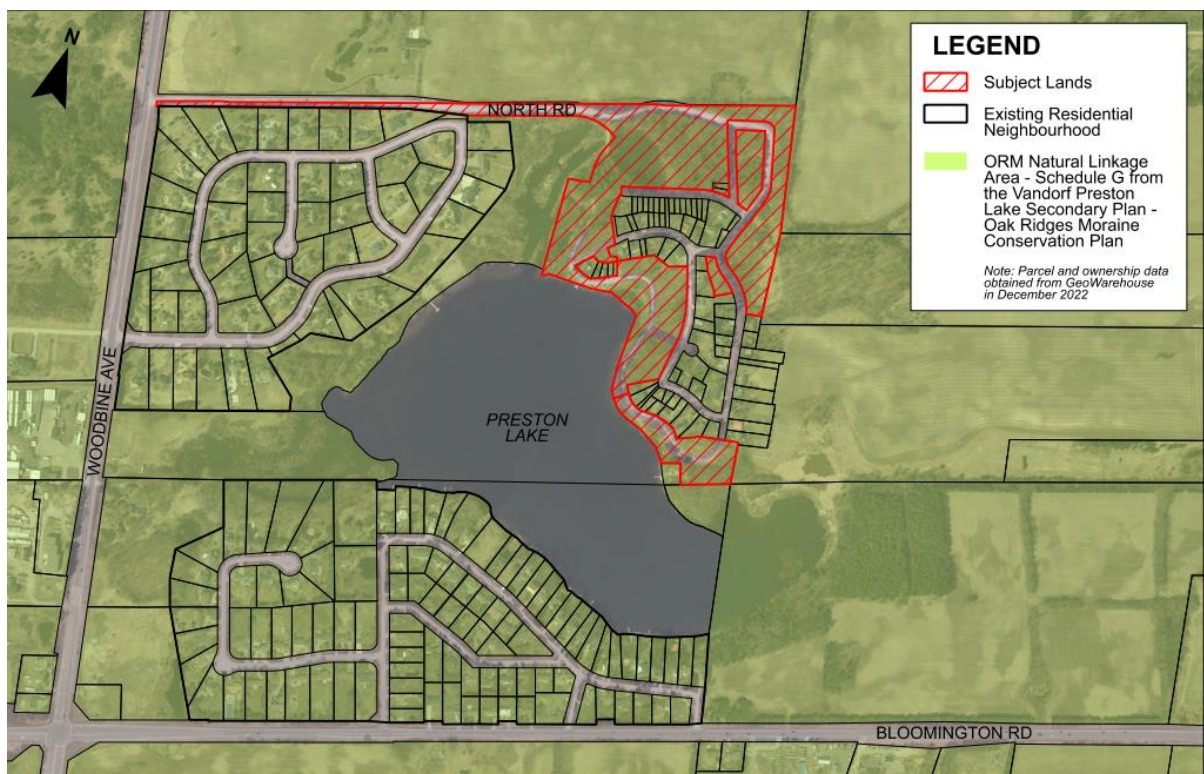 N
LEGEND
Subject Lands
Existing Residential
Neighbourhood
ORM Natural Linkage
Area - Schedule G from
the Vandorf Preston
Lake Secondary Plan -
Oak Ridges Moraine
Conservation Plan
Note: Parcel and ownership data
obtained from GeoWarehouse
in December 2022
NORTH RD
WOODBINE AVE
PRESTON
LAKE
BLOOMINGTON RD